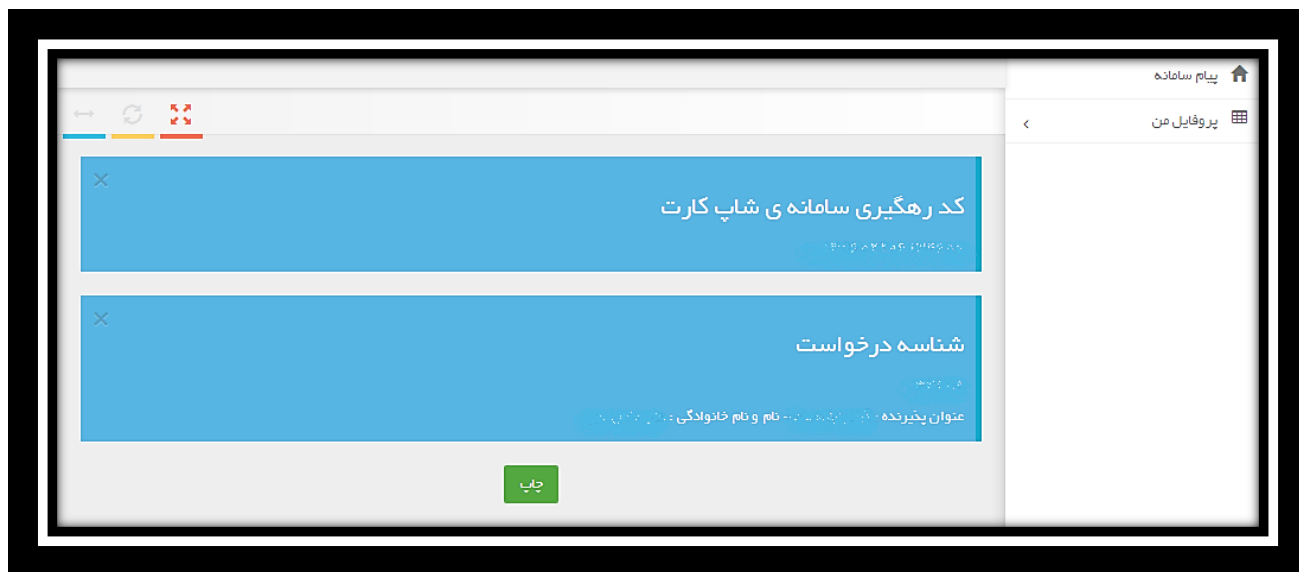 پیام سامانه
پروفایل من
کد رهگیری سامانه ی شاپ کارت
شناسه درخواست
عنوان پذیرنده : - نام و نام خانوادگی :
چاپ